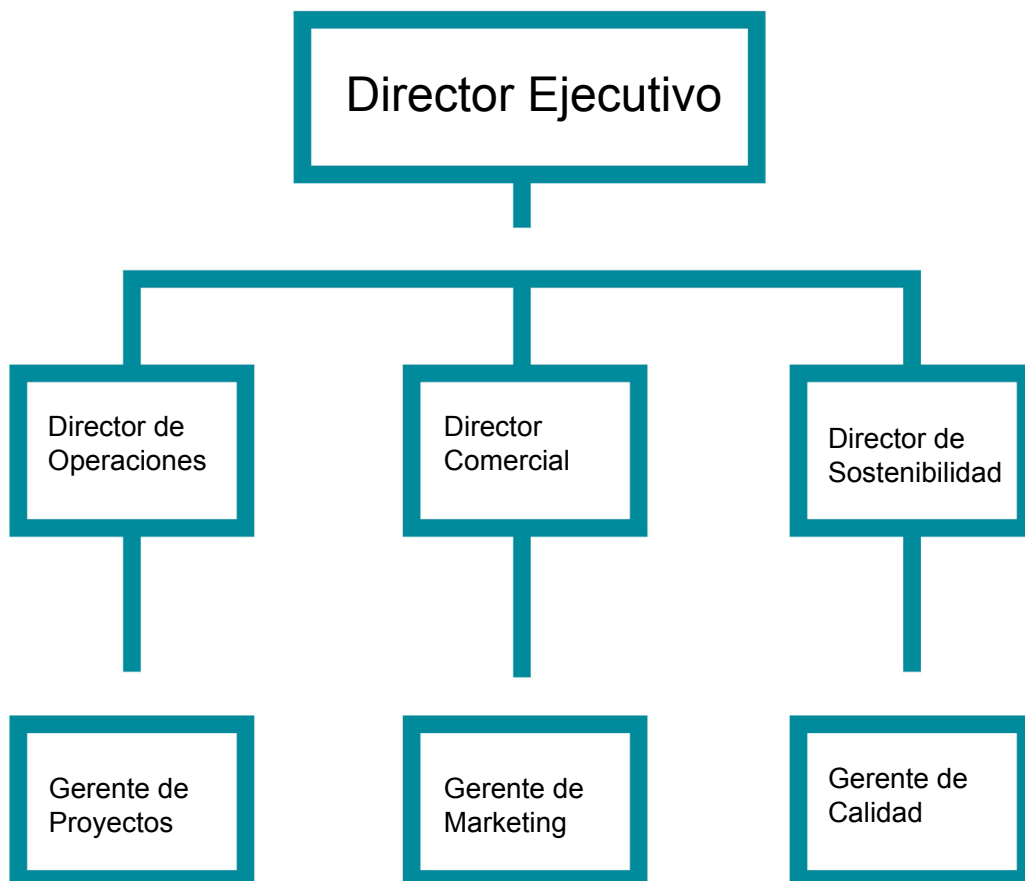 Director Ejecutivo
Director de
Operaciones
Director
Comercial
Director de
Sostenibilidad
Gerente de
Proyectos
Gerente de
Marketing
Gerente de
Calidad